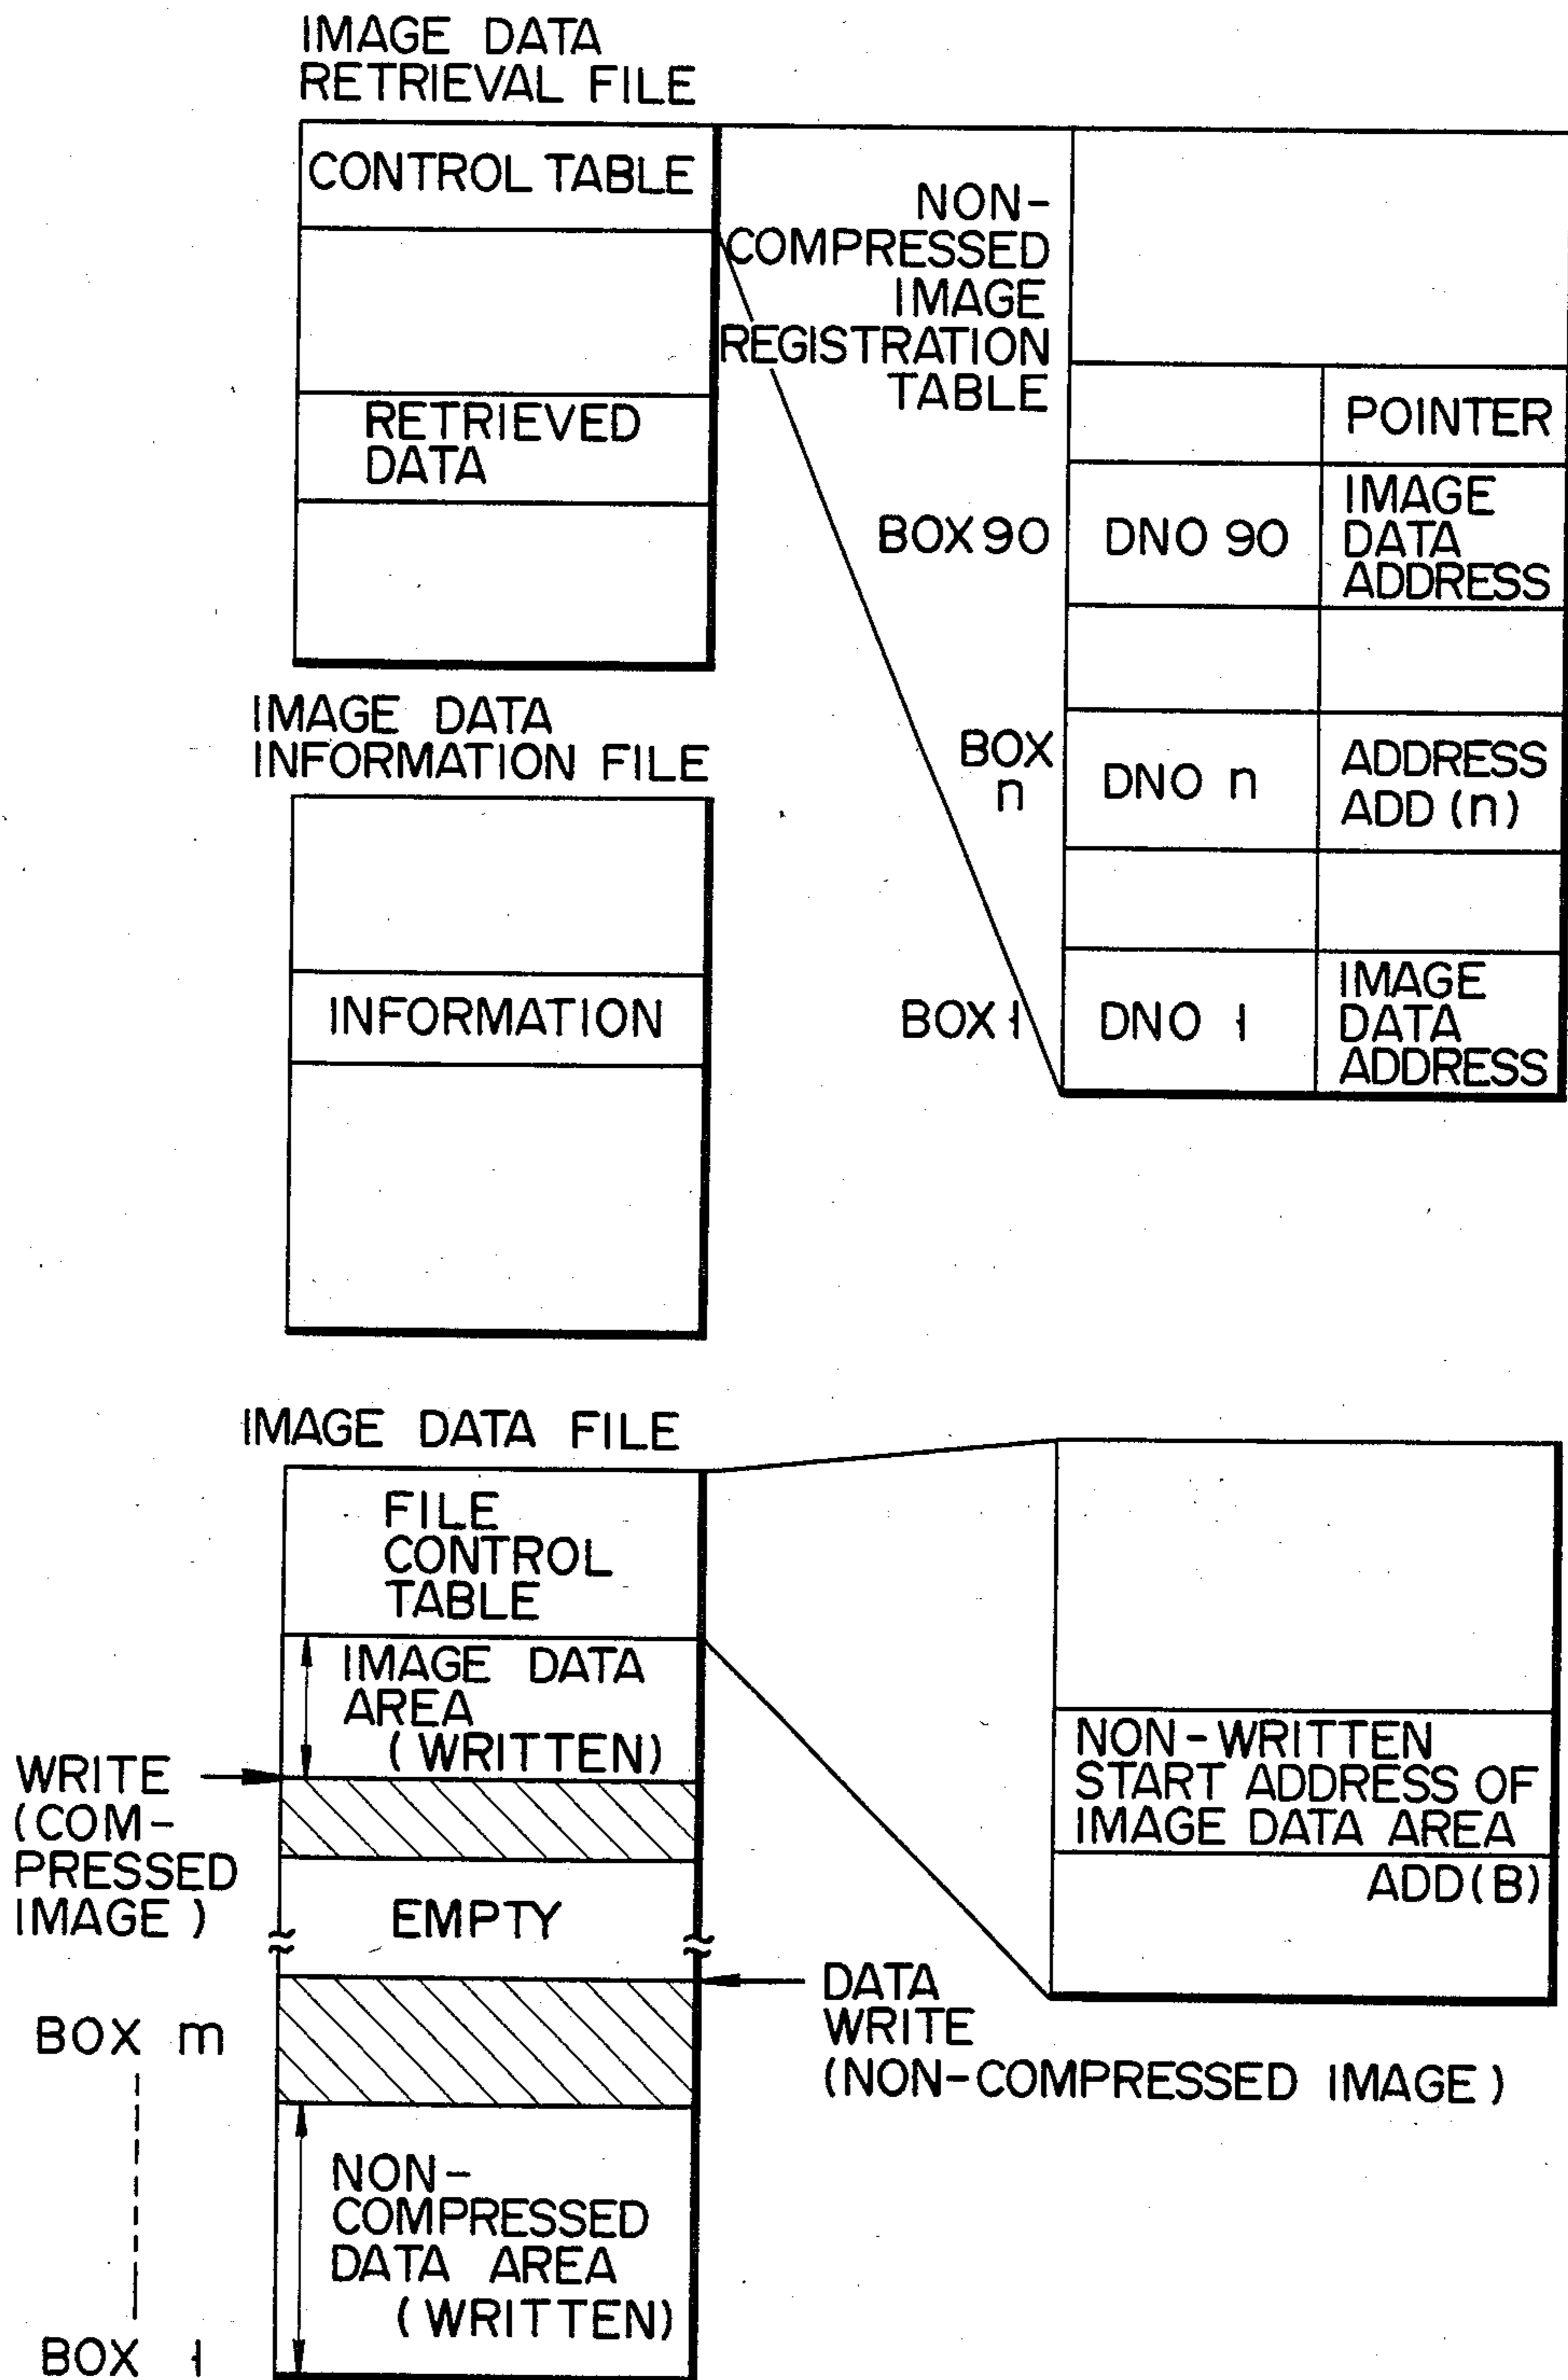 IMAGE DATA
RETRIEVAL FILE
CONTROL TABLE
RETRIEVED
DATA
NON-
COMPRESSED
IMAGE
REGISTRATION
TABLE
POINTER
BOX 90
DNO 90
IMAGE
DATA
ADDRESS
BOX
n
DNO n
ADDRESS
ADD (n)
BOX 1
DNO 1
IMAGE
DATA
ADDRESS
IMAGE DATA
INFORMATION FILE
INFORMATION
IMAGE DATA FILE
FILE
CONTROL
TABLE
IMAGE DATA
AREA
(WRITTEN)
WRITE
(COM-
PRESSED
IMAGE)
EMPTY
NON-WRITTEN
START ADDRESS OF
IMAGE DATA AREA
ADD(B)
DATA
WRITE
(NON-COMPRESSED IMAGE)
BOX m
NON-
COMPRESSED
DATA AREA
(WRITTEN)
BOX 1